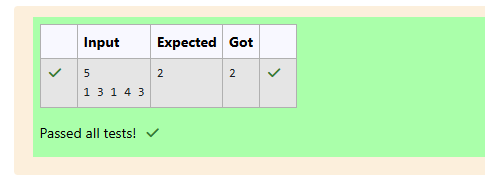 Input Expected Got
5 2 2
1 3 1 4 3
Passed all tests!